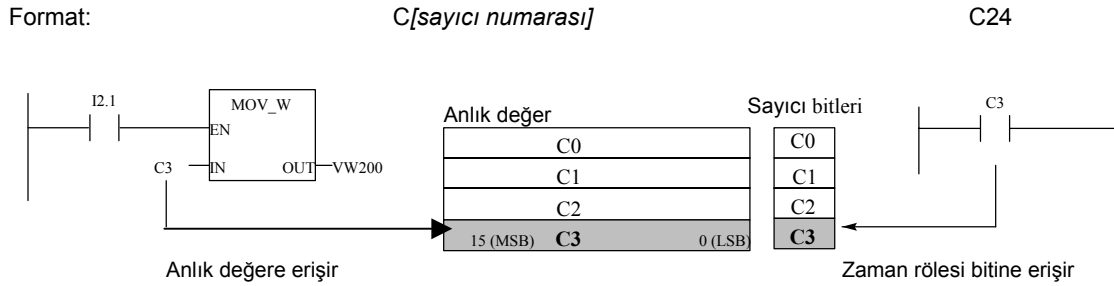 Format: C[sayıcı numarası] C24
I2.1 MOV_W Anlık değer Sayıcı bitleri C3
EN C0 C0
C3 IN OUT VW200 C1 C1
C2 C2
15 (MSB) C3 0 (LSB) C3
Anlık değere erişir Zaman rölesi bitine erişir